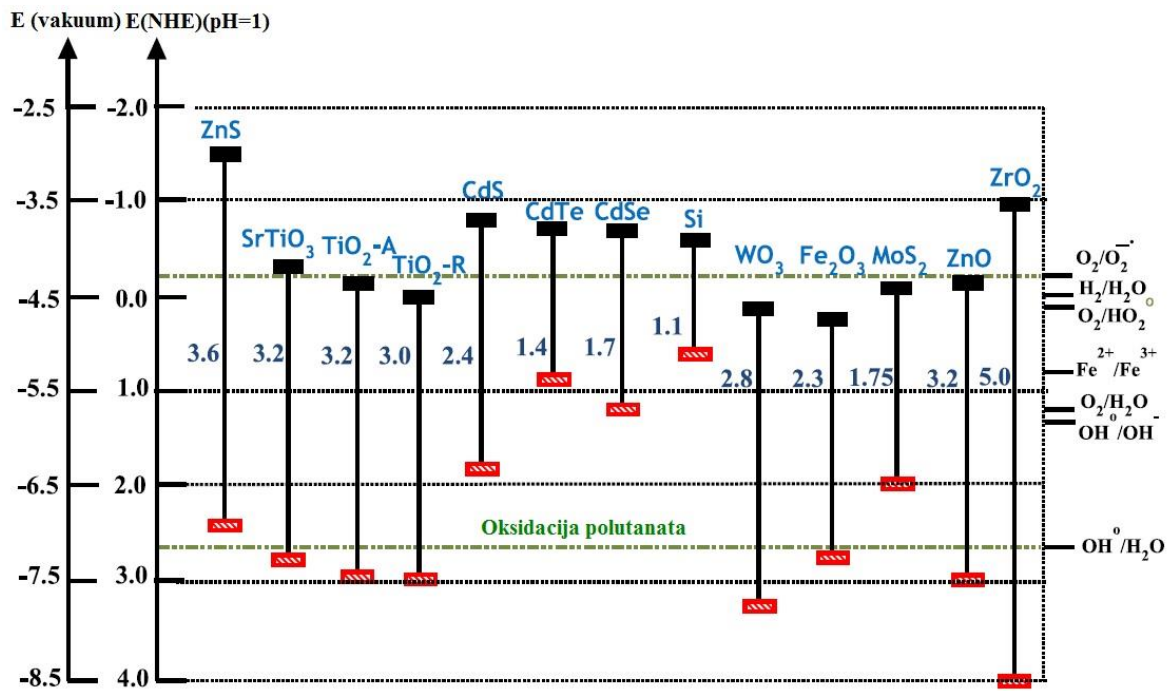 E (vakuum) E(NHE)(pH=1)
-2.5 -2.0
ZnS
-3.5 -1.0
CdS
ZrO2
CdTe CdSe Si
SrTiO3 TiO2-A
TiO2-R
WO3 Fe2O3 MoS2 ZnO
O2/O2-•
-4.5 0.0
H2/H2O
O2/HO2o
3.6 3.2 3.2 3.0 2.4 1.4 1.7 1.1 2.8 2.3 1.75 3.2 5.0
Fe2+/Fe3+
-5.5 1.0
O2/H2O
OHo/OH-
-6.5 2.0
Oksidacija polutanata
OHo/H2O
-7.5 3.0
-8.5 4.0